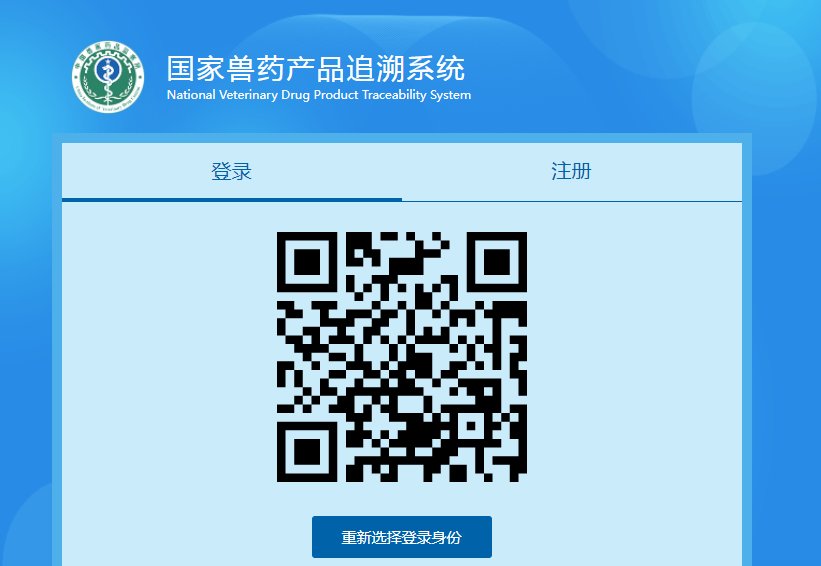 国家兽药产品追溯系统
National Veterinary Drug Product Traceability System
登录
注册
重新选择登录身份